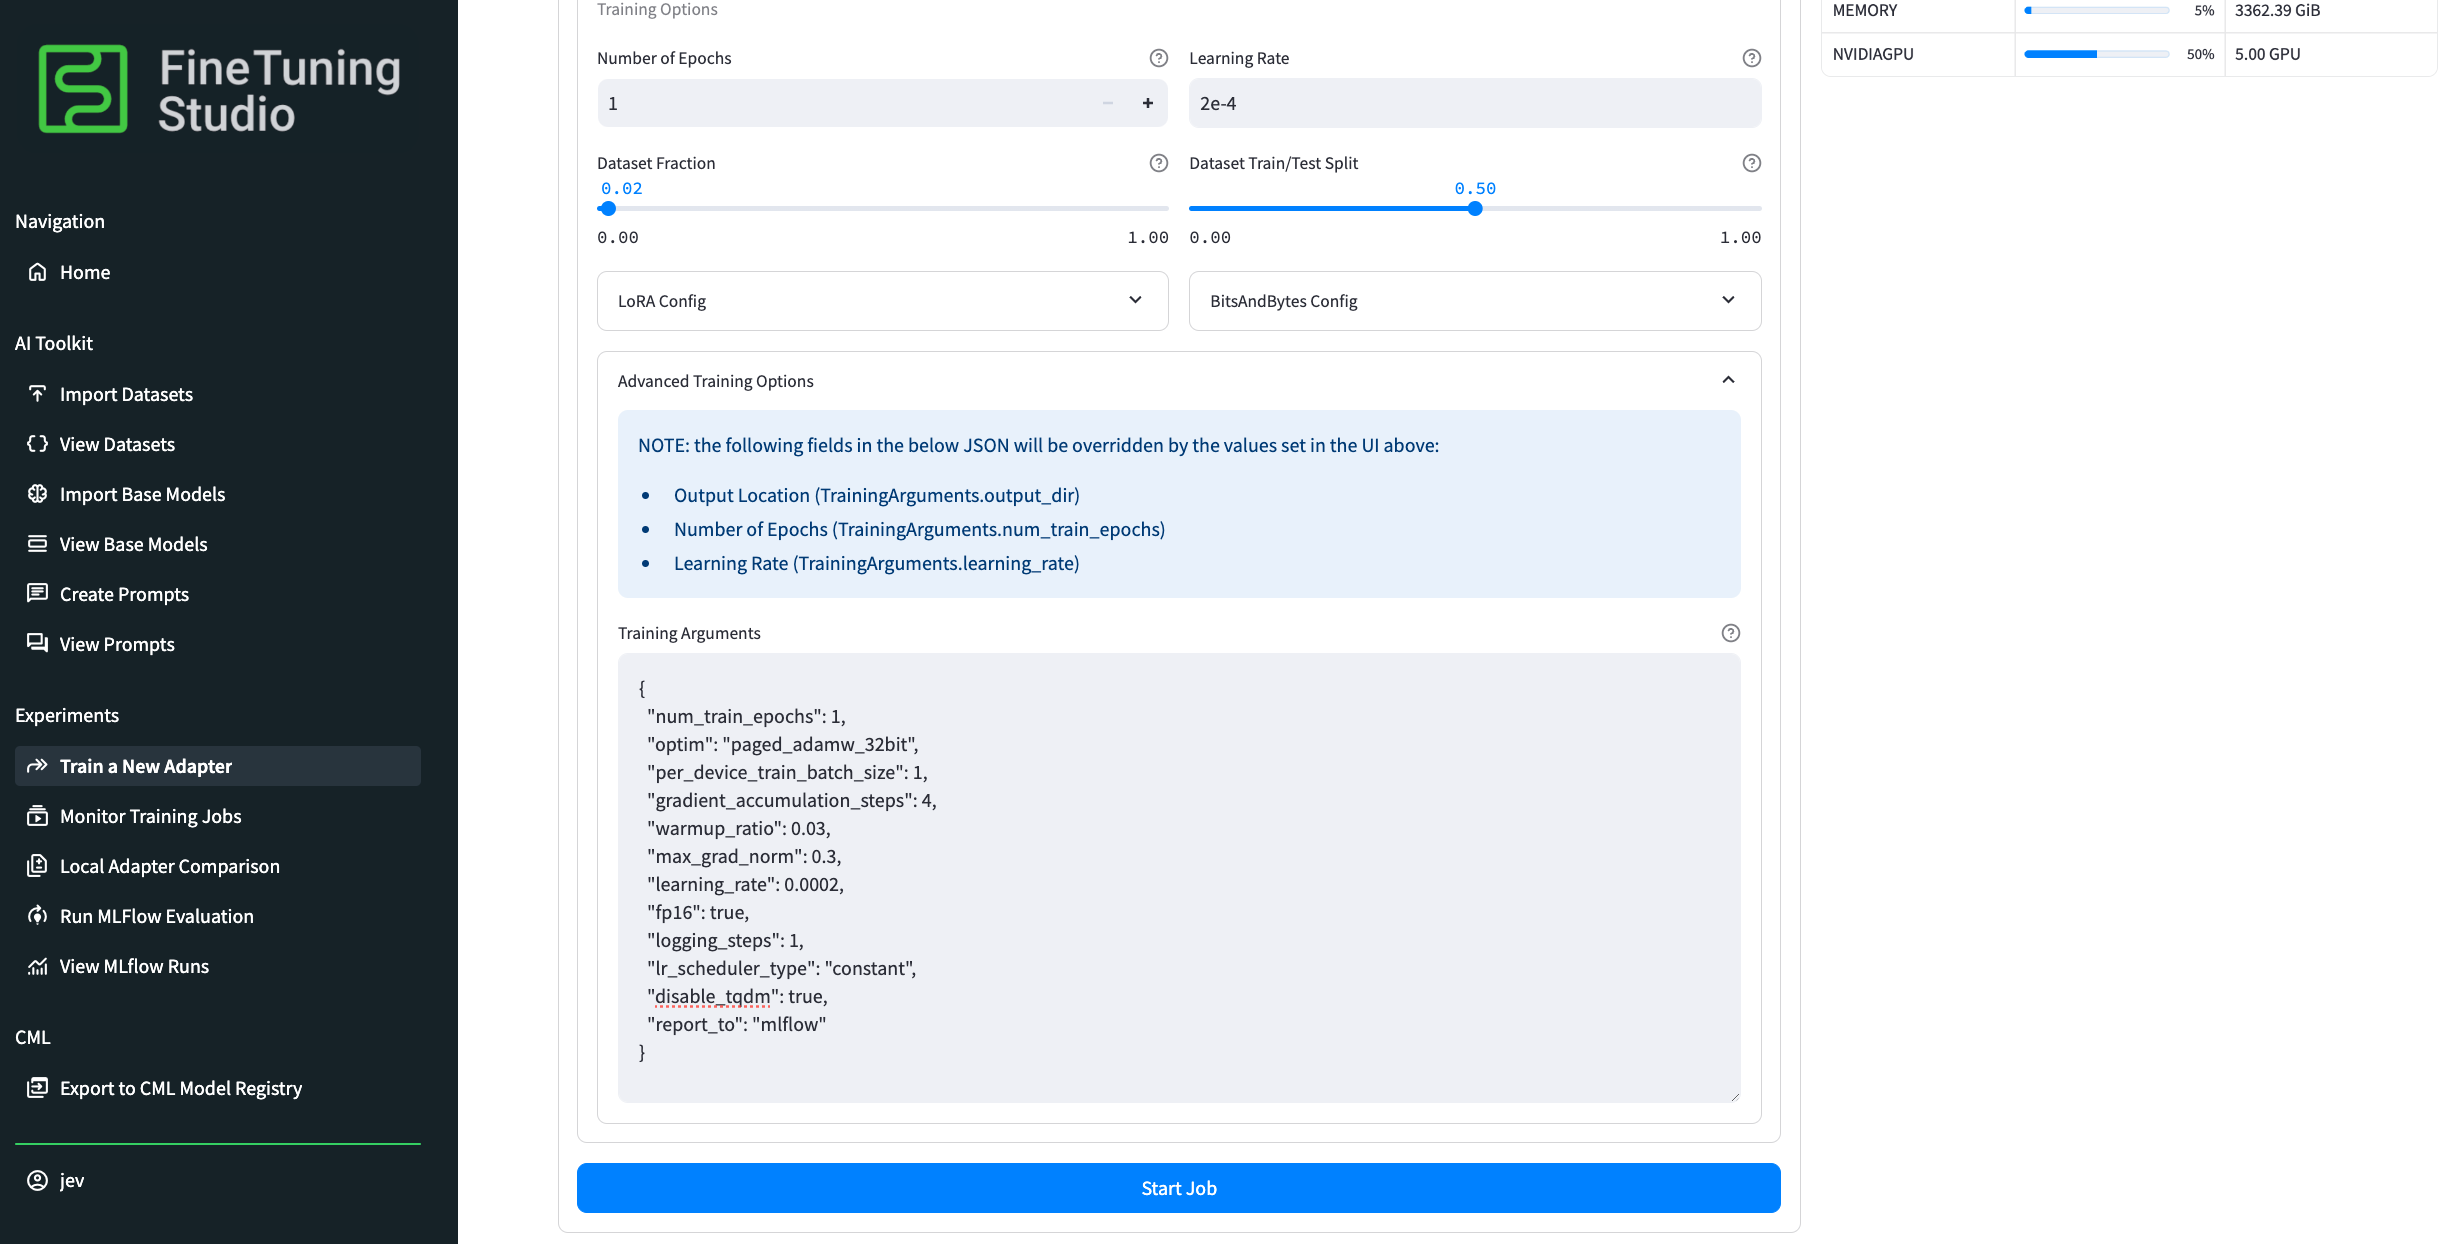 FineTuning
Studio
Navigation
Home
AI Toolkit
Import Datasets
View Datasets
Import Base Models
View Base Models
Create Prompts
View Prompts
Experiments
Train a New Adapter
Monitor Training Jobs
Local Adapter Comparison
Run MLFlow Evaluation
View MLflow Runs
CML
Export to CML Model Registry
jev
Training Options
Number of Epochs
1
Learning Rate
2e-4
Dataset Fraction
0.02
0.00 1.00
Dataset Train/Test Split
0.50
0.00 1.00
LoRA Config
BitsAndBytes Config
Advanced Training Options
NOTE: the following fields in the below JSON will be overridden by the values set in the UI above:
• Output Location (TrainingArguments.output_dir)
• Number of Epochs (TrainingArguments.num_train_epochs)
• Learning Rate (TrainingArguments.learning_rate)
Training Arguments
{
"num_train_epochs": 1,
"optim": "paged_adamw_32bit",
"per_device_train_batch_size": 1,
"gradient_accumulation_steps": 4,
"warmup_ratio": 0.03,
"max_grad_norm": 0.3,
"learning_rate": 0.0002,
"fp16": true,
"logging_steps": 1,
"lr_scheduler_type": "constant",
"disable_tqdm": true,
"report_to": "mlflow"
}
Start Job
MEMORY 5% 3362.39 GiB
NVIDIAGPU 50% 5.00 GPU